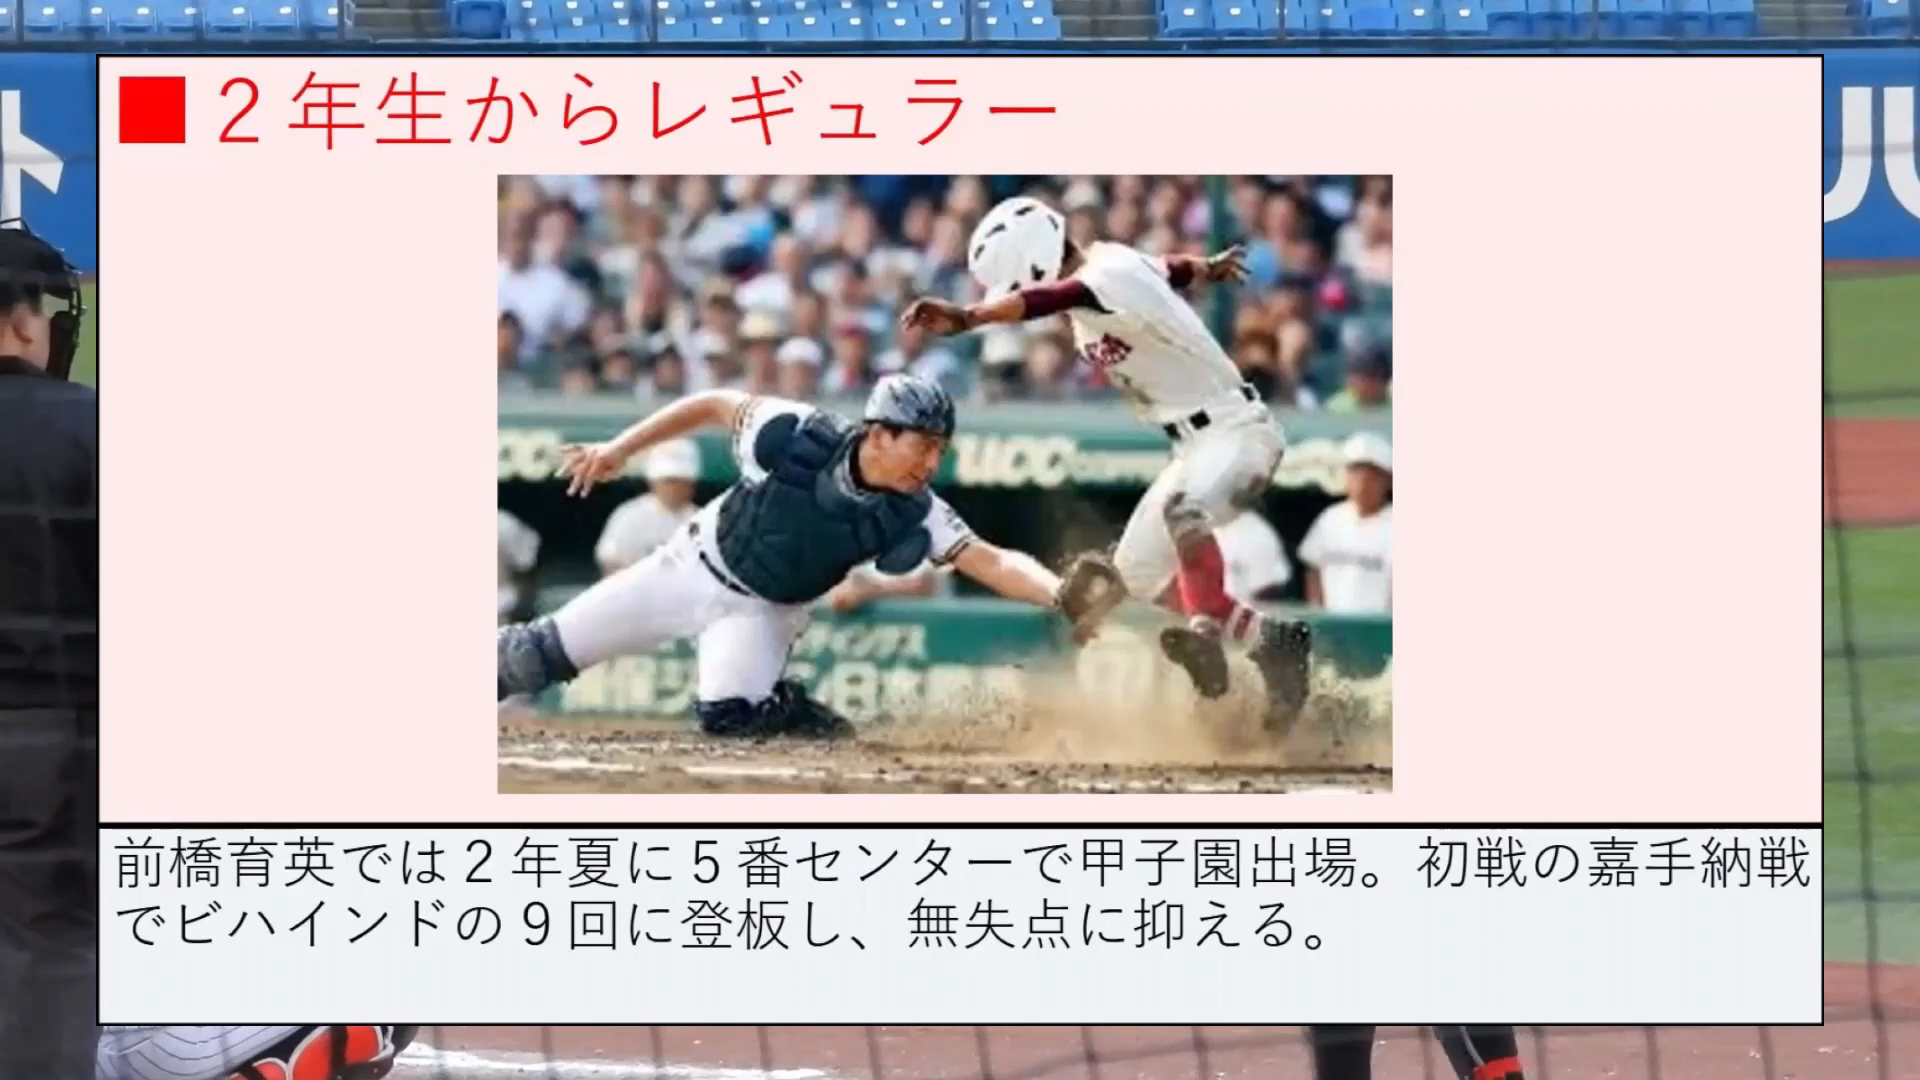 ■２年生からレギュラー
UCC
前橋育英では２年夏に５番センターで甲子園出場。初戦の嘉手納戦
でビハインドの９回に登板し、無失点に抑える。